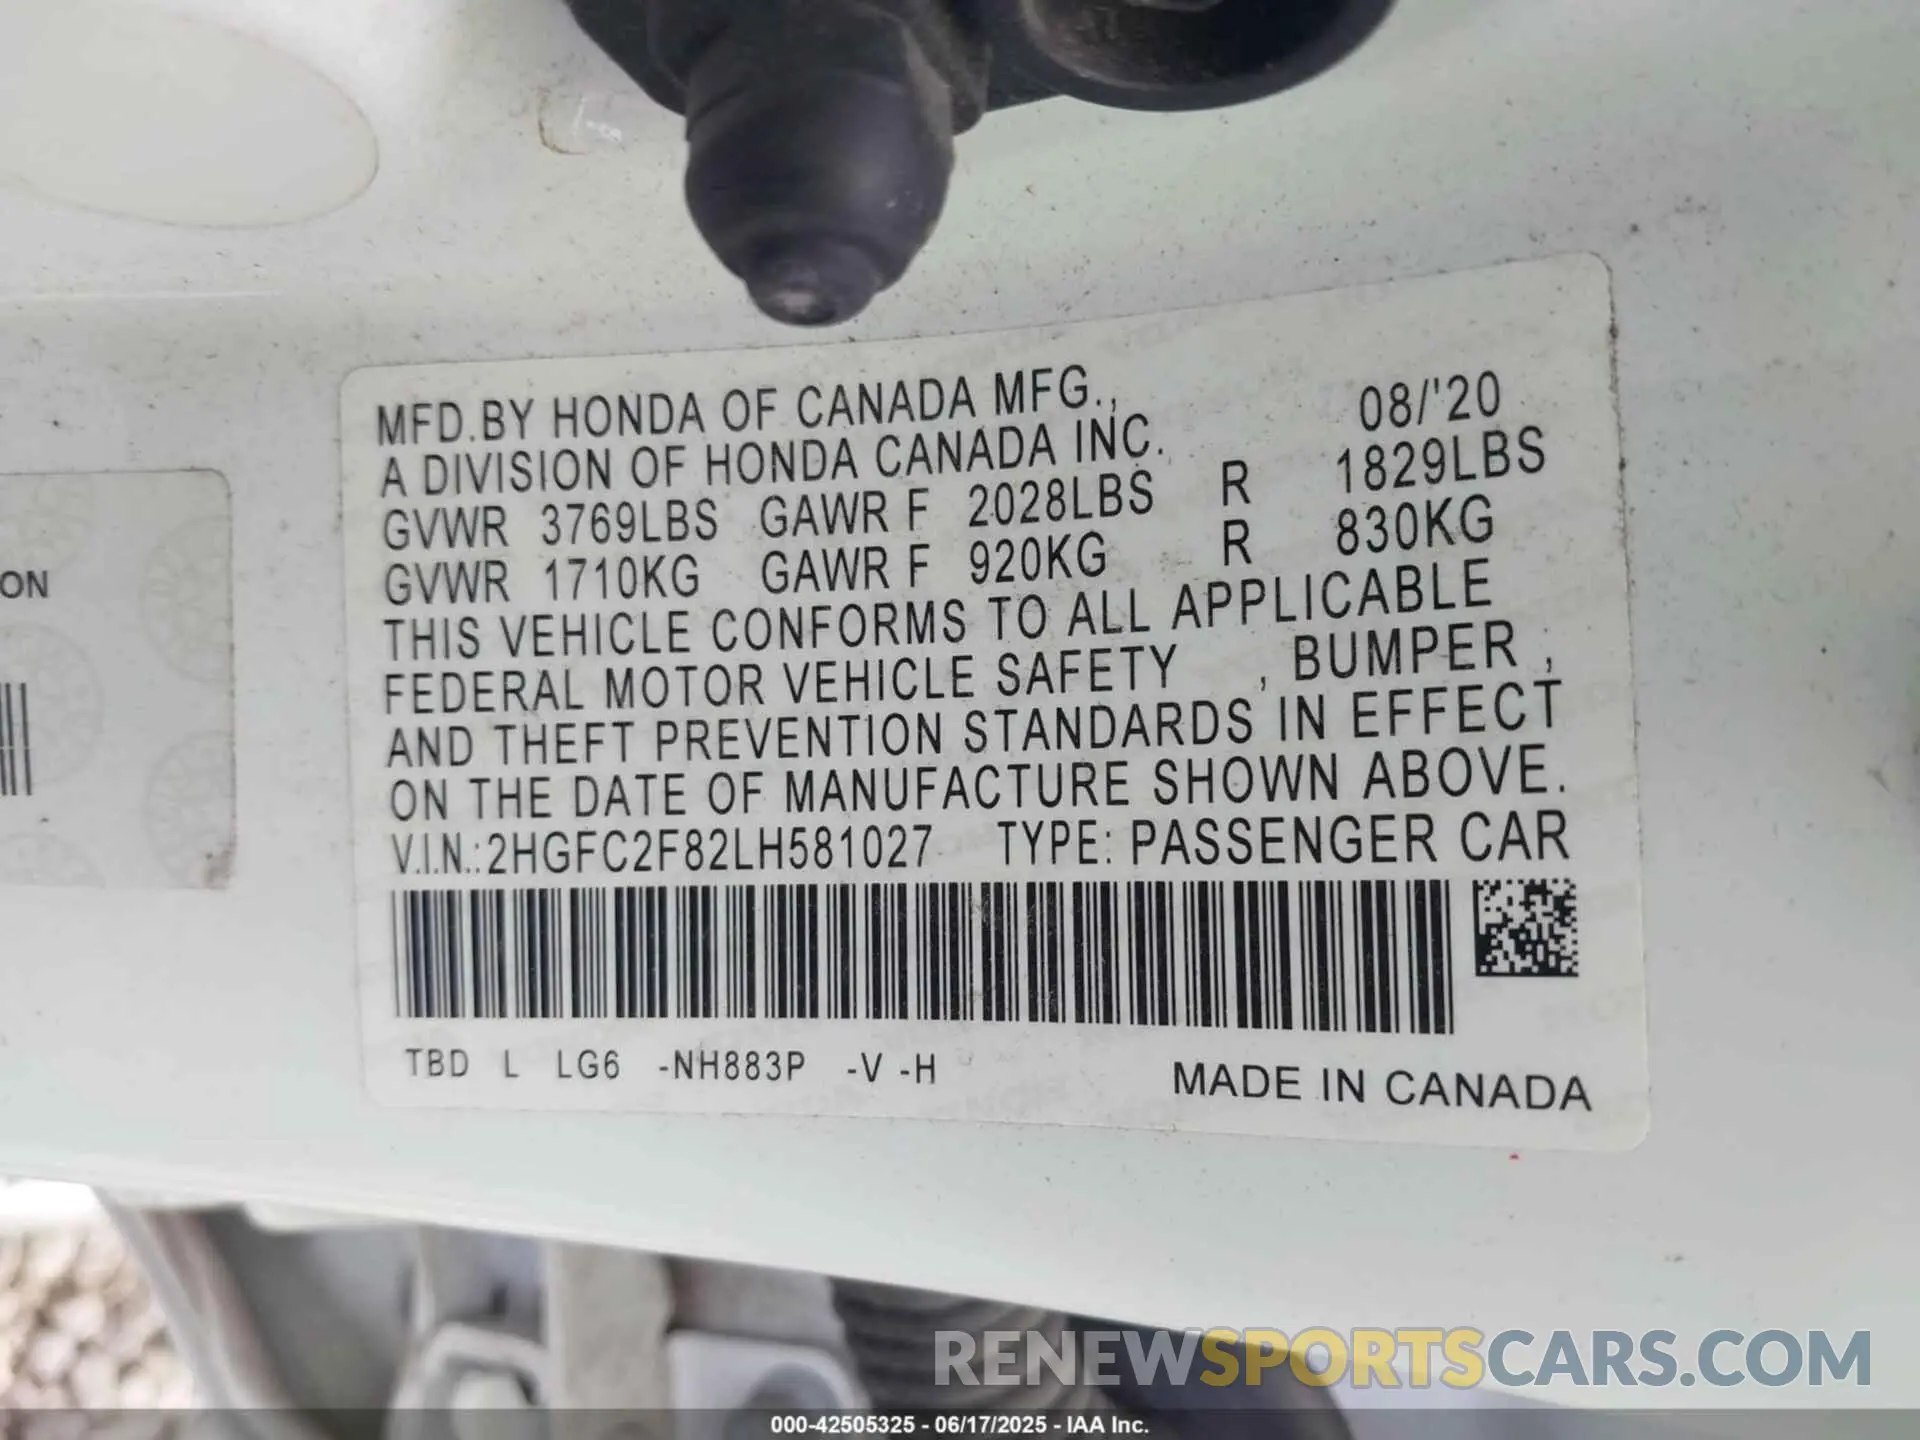 MFD.BY HONDA OF CANADA MFG., 08/'20
A DIVISION OF HONDA CANADA INC.
GVWR 3769LBS GAWR F 2028LBS R 1829LBS
GVWR 1710KG GAWR F 920KG R 830KG
THIS VEHICLE CONFORMS TO ALL APPLICABLE
FEDERAL MOTOR VEHICLE SAFETY , BUMPER ,
AND THEFT PREVENTION STANDARDS IN EFFECT
ON THE DATE OF MANUFACTURE SHOWN ABOVE.
V.I.N.:2HGFC2F82LH581027 TYPE: PASSENGER CAR
TBD L LG6 -NH883P -V -H
MADE IN CANADA
ON
RENEWSPORTSCARS.COM
000-42505325 - 06/17/2025 - IAA Inc.